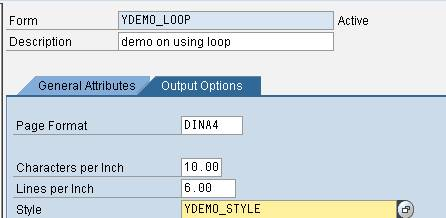 Form YDEMO_LOOP Active
Description demo on using loop
General Attributes Output Options
Page Format DINA4
Characters per Inch 10.00
Lines per Inch 6.00
Style YDEMO_STYLE